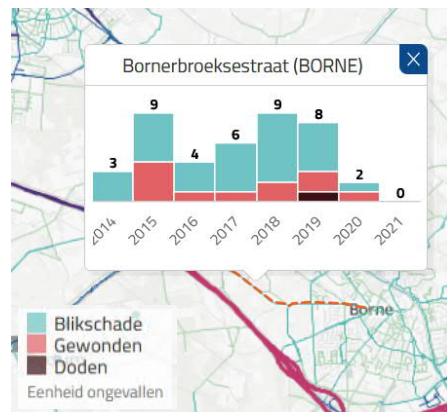 Bornerbroeksestraat (BORNE)
3 9 4 6 9 8 2 0
2014 2015 2016 2017 2018 2019 2020 2021
Borne
Blikschade
Gewonden
Doden
Eenheid ongevallen